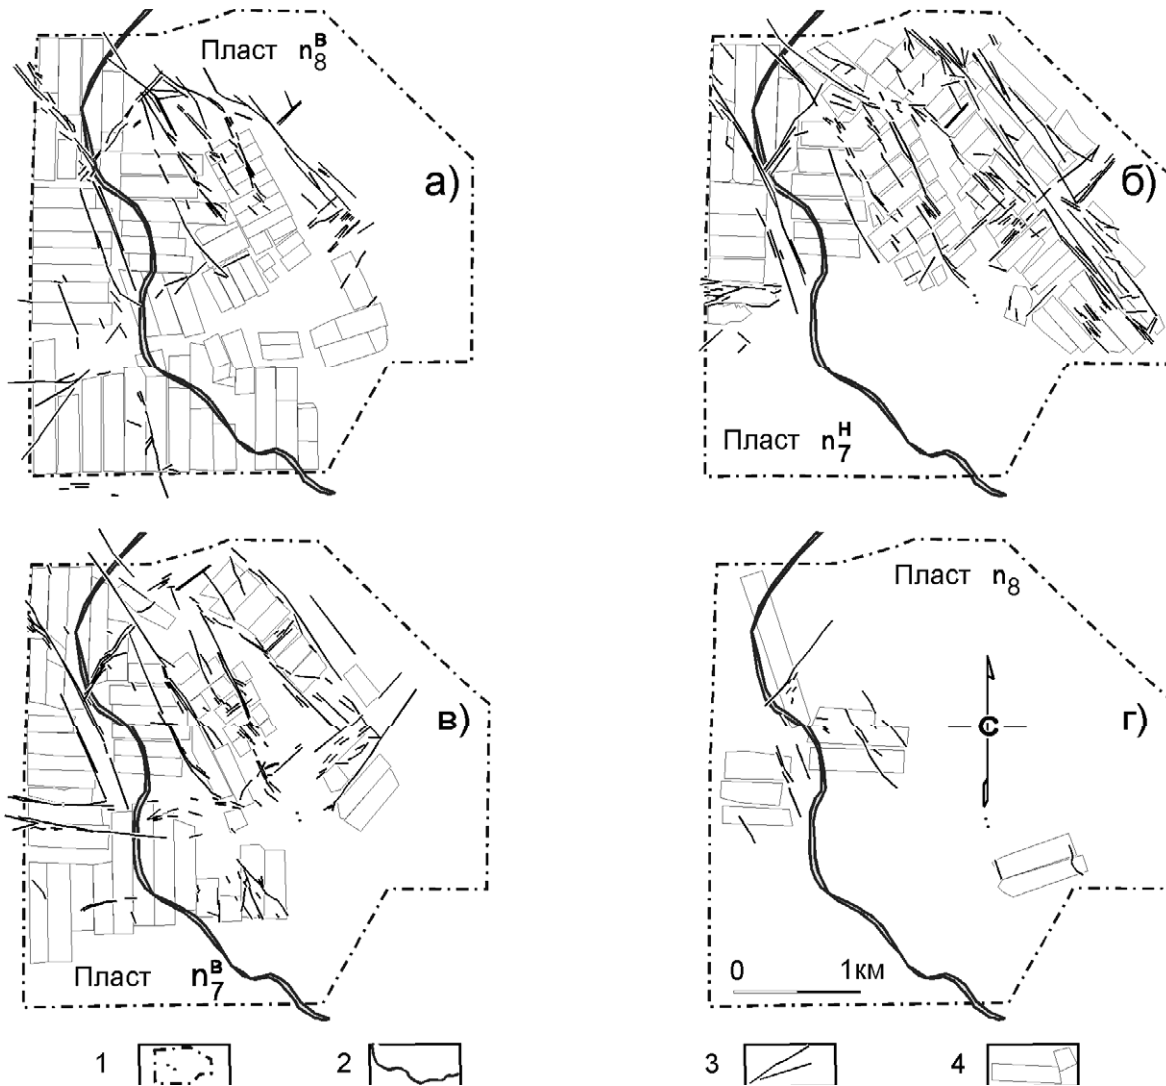 Пласт n₈ᴮ
а)
Пласт n₇ᴴ
б)
Пласт n₇ᴮ
в)
Пласт n₈
г)
С
0 1км
1 2 3 4